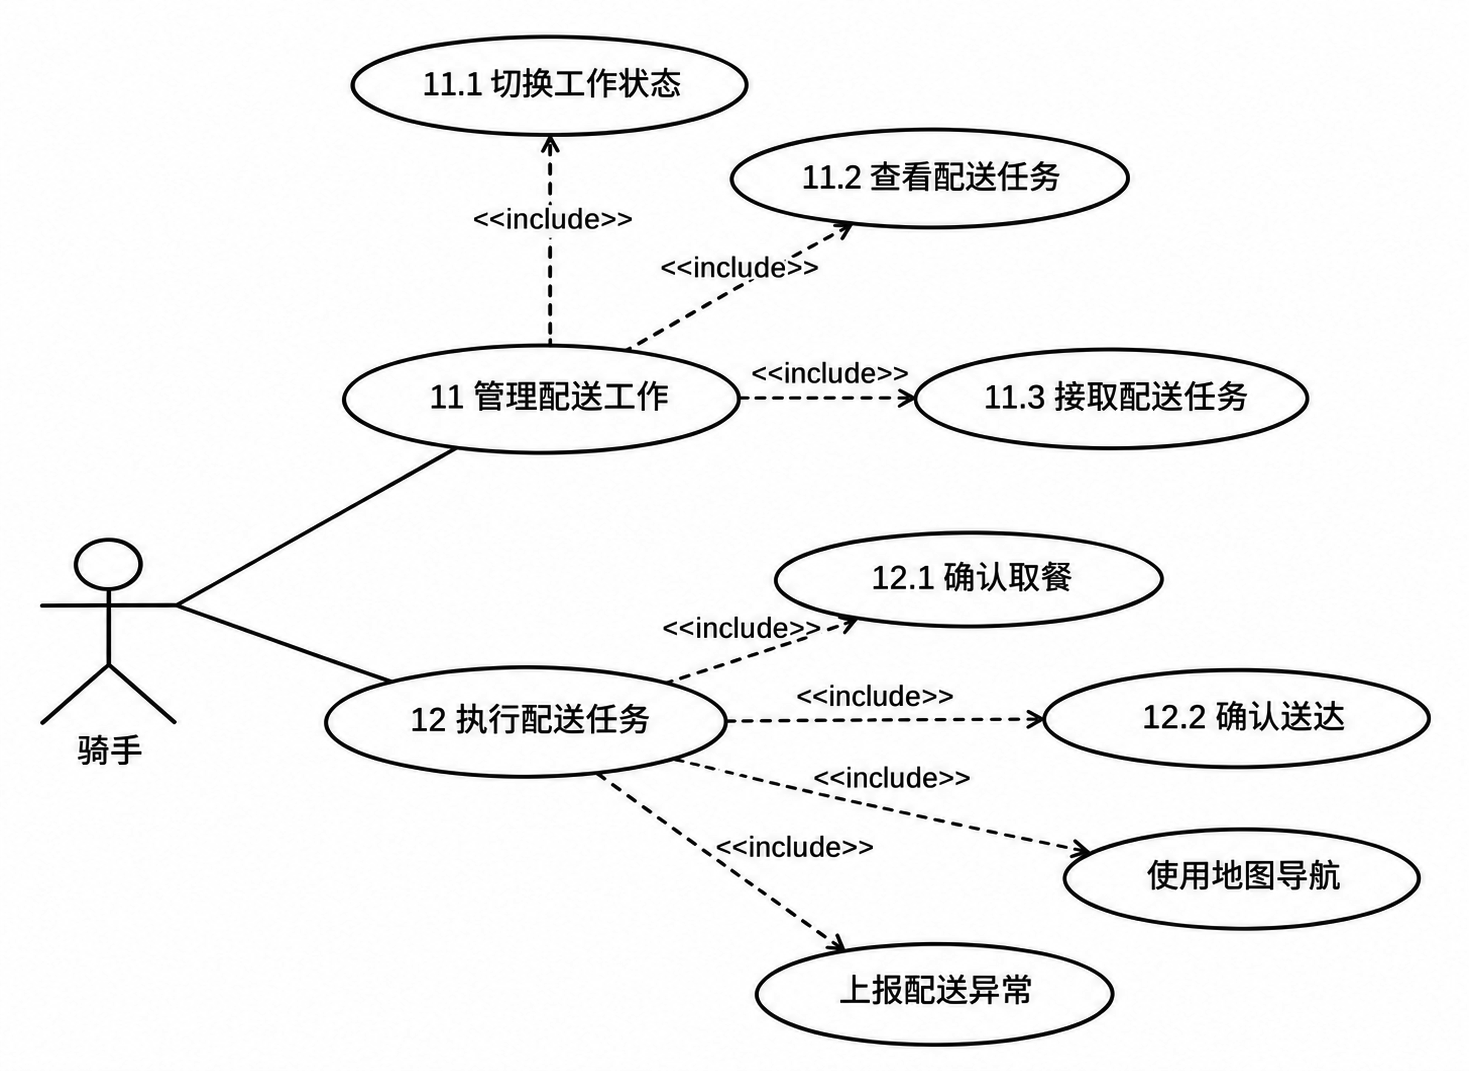 11.1 切换工作状态
11.2 查看配送任务
<<include>>
<<include>>
<<include>>
11 管理配送工作
11.3 接取配送任务
12.1 确认取餐
<<include>>
<<include>>
12 执行配送任务
12.2 确认送达
骑手
<<include>>
<<include>>
使用地图导航
上报配送异常